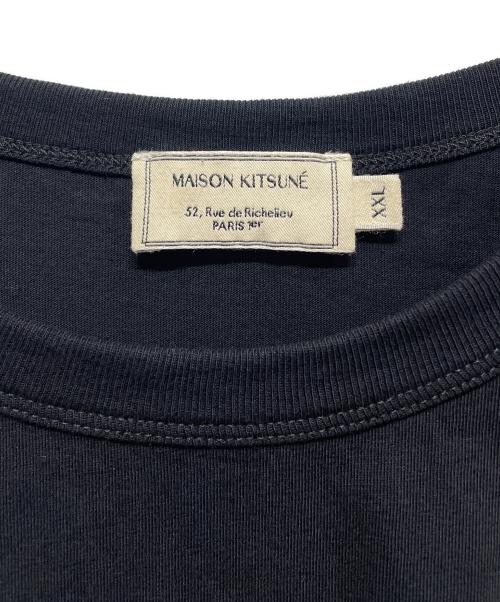 MAISON KITSUNÉ
52, Rue de Richelieu
PARIS 1er
XXL